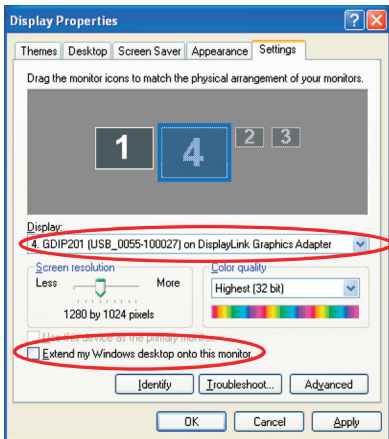 Display Properties
Themes Desktop Screen Saver Appearance Settings
Drag the monitor icons to match the physical arrangement of your monitors.
1 4 2 3
Display:
4. GDIP201 (USB_0055-100027) on DisplayLink Graphics Adapter
Screen resolution
Less More
1280 by 1024 pixels
Color quality
Highest (32 bit)
Use this device as the primary monitor.
Extend my Windows desktop onto this monitor.
Identify Troubleshoot... Advanced
OK Cancel Apply